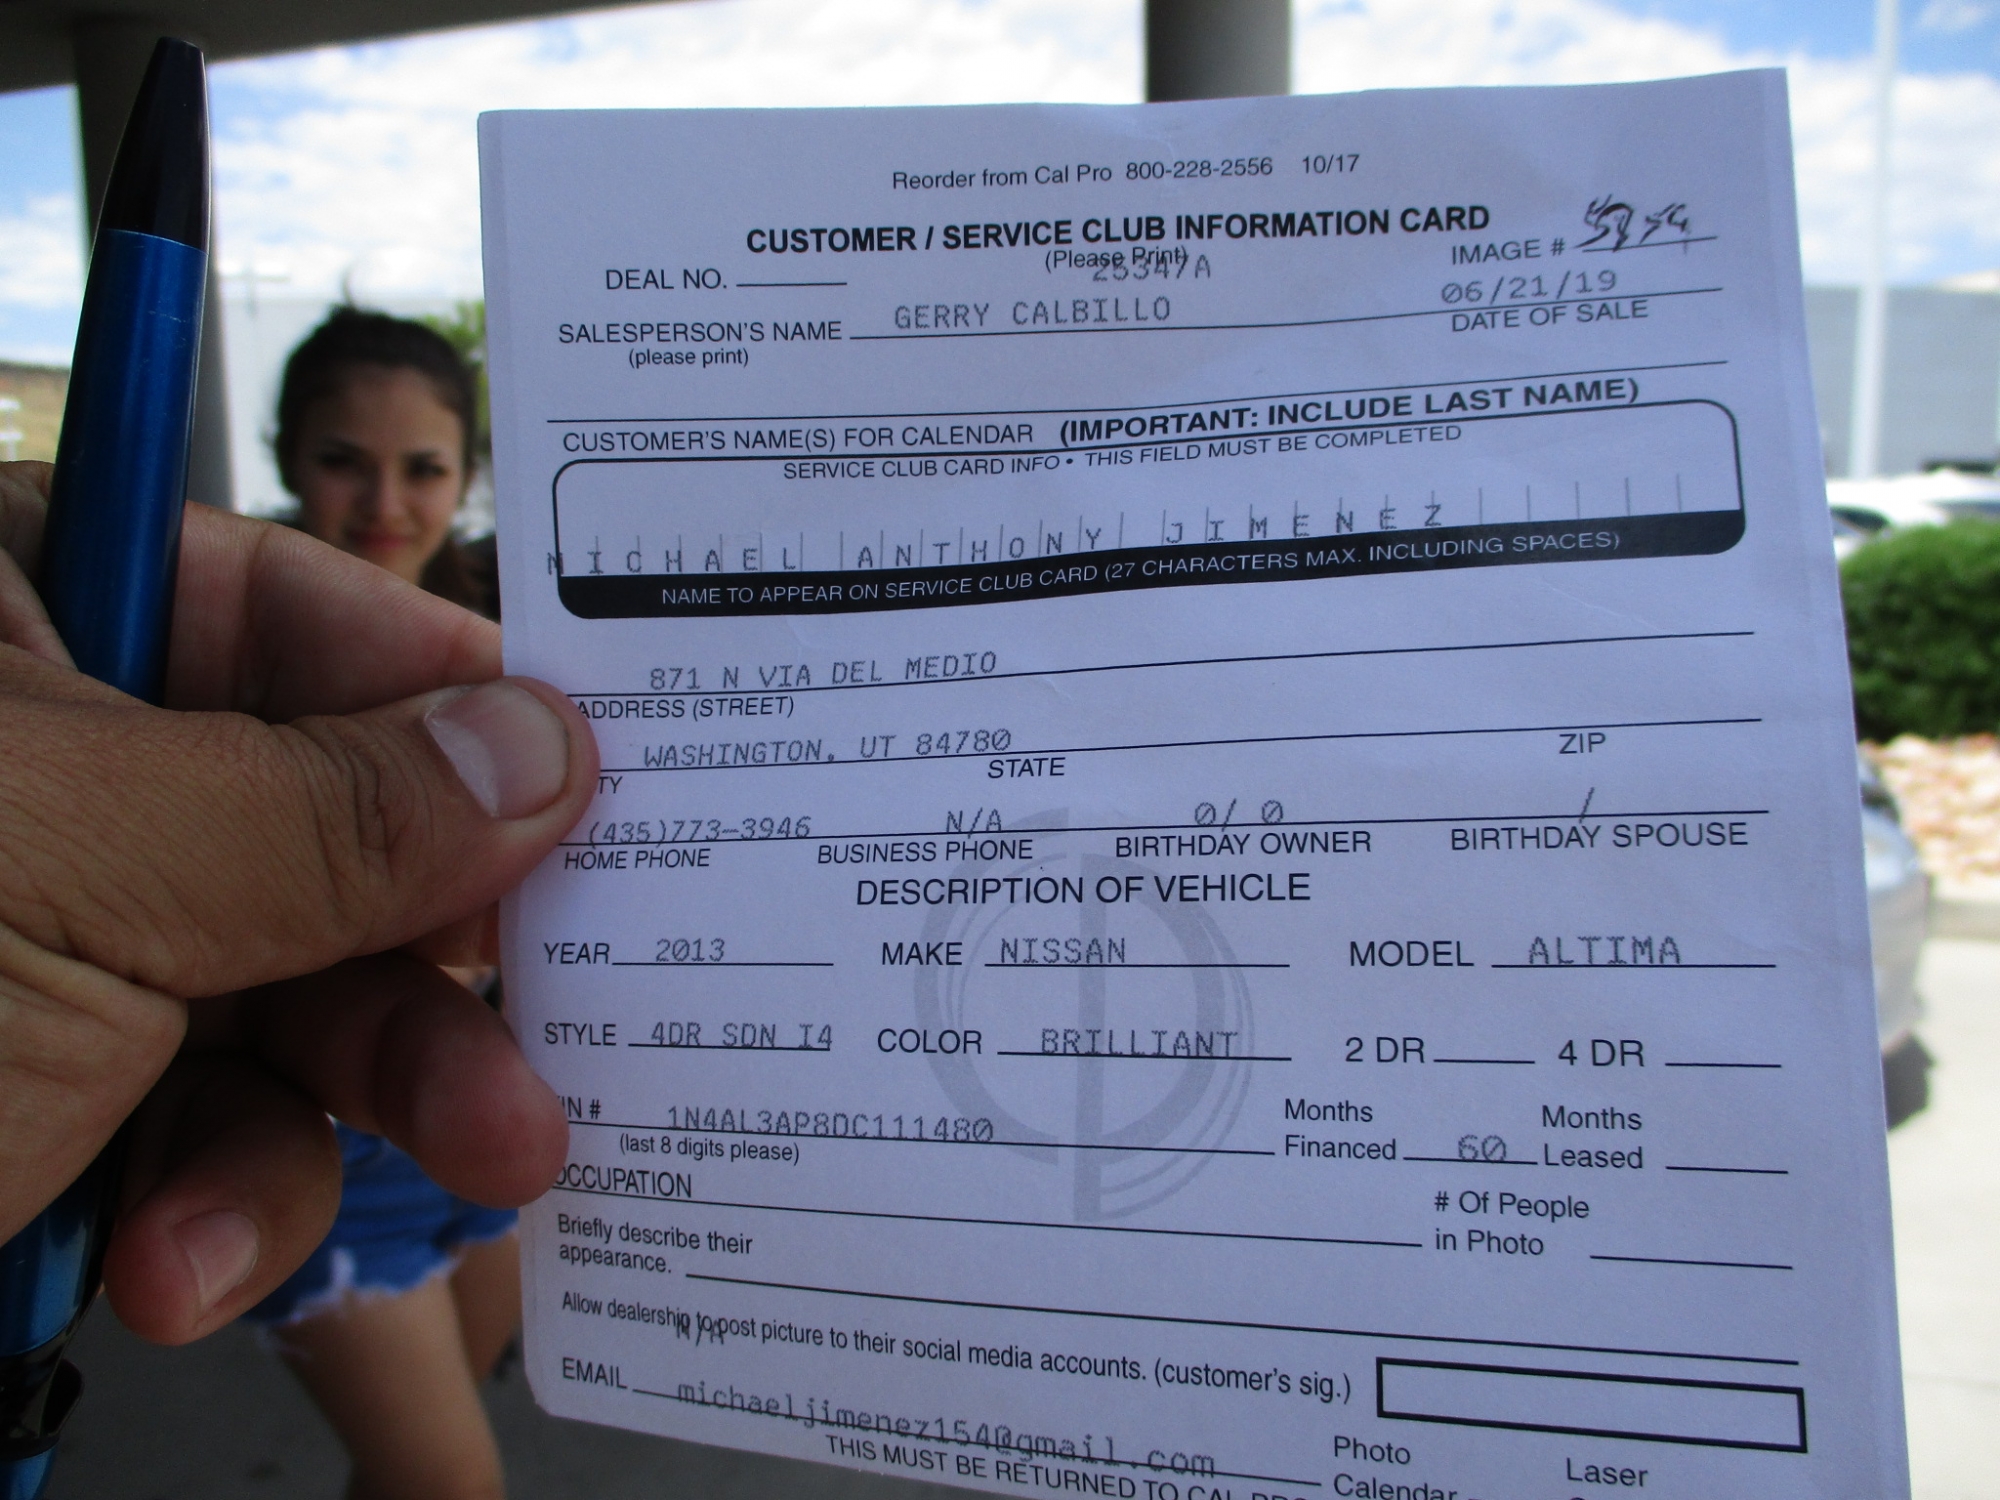 Reorder from Cal Pro 800-228-2556 10/17
CUSTOMER / SERVICE CLUB INFORMATION CARD
(Please Print)
25347A
IMAGE #
DEAL NO.
06/21/19
SALESPERSON'S NAME GERRY CALBILLO
DATE OF SALE
(please print)
CUSTOMER'S NAME(S) FOR CALENDAR (IMPORTANT: INCLUDE LAST NAME)
SERVICE CLUB CARD INFO • THIS FIELD MUST BE COMPLETED
MICHAEL ANTHONY JIMENEZ
NAME TO APPEAR ON SERVICE CLUB CARD (27 CHARACTERS MAX. INCLUDING SPACES)
871 N VIA DEL MEDIO
ADDRESS (STREET)
WASHINGTON, UT 84780
TY STATE ZIP
(435)773-3946 N/A 0/ 0 /
HOME PHONE BUSINESS PHONE BIRTHDAY OWNER BIRTHDAY SPOUSE
DESCRIPTION OF VEHICLE
YEAR 2013 MAKE NISSAN MODEL ALTIMA
STYLE 4DR SDN I4 COLOR BRILLIANT 2 DR 4 DR
IN # 1N4AL3AP8DC111480
(last 8 digits please)
Months Financed 60
Months Leased
OCCUPATION
# Of People in Photo
Briefly describe their
appearance.
Allow dealership to post picture to their social media accounts. (customer's sig.)
N/A
EMAIL michaeljimenez154@gmail.com
THIS MUST BE RETURNED TO CAL PRO
Photo
Calendar
Laser